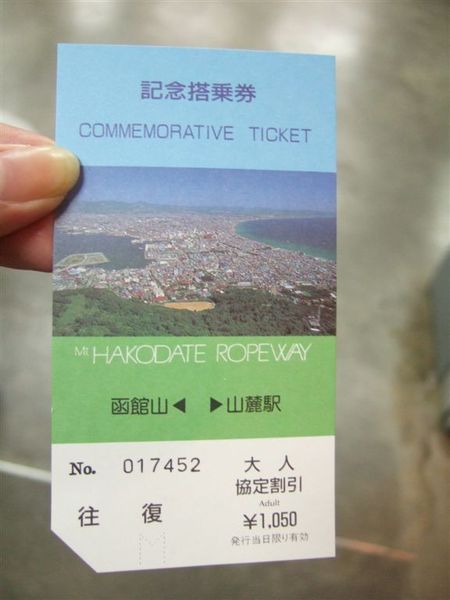 記念搭乗券
COMMEMORATIVE TICKET
Mt. HAKODATE ROPEWAY
函館山◀ ▶山麓駅
No. 017452
大人
協定割引
Adult
往復
¥1,050
発行当日限り有効